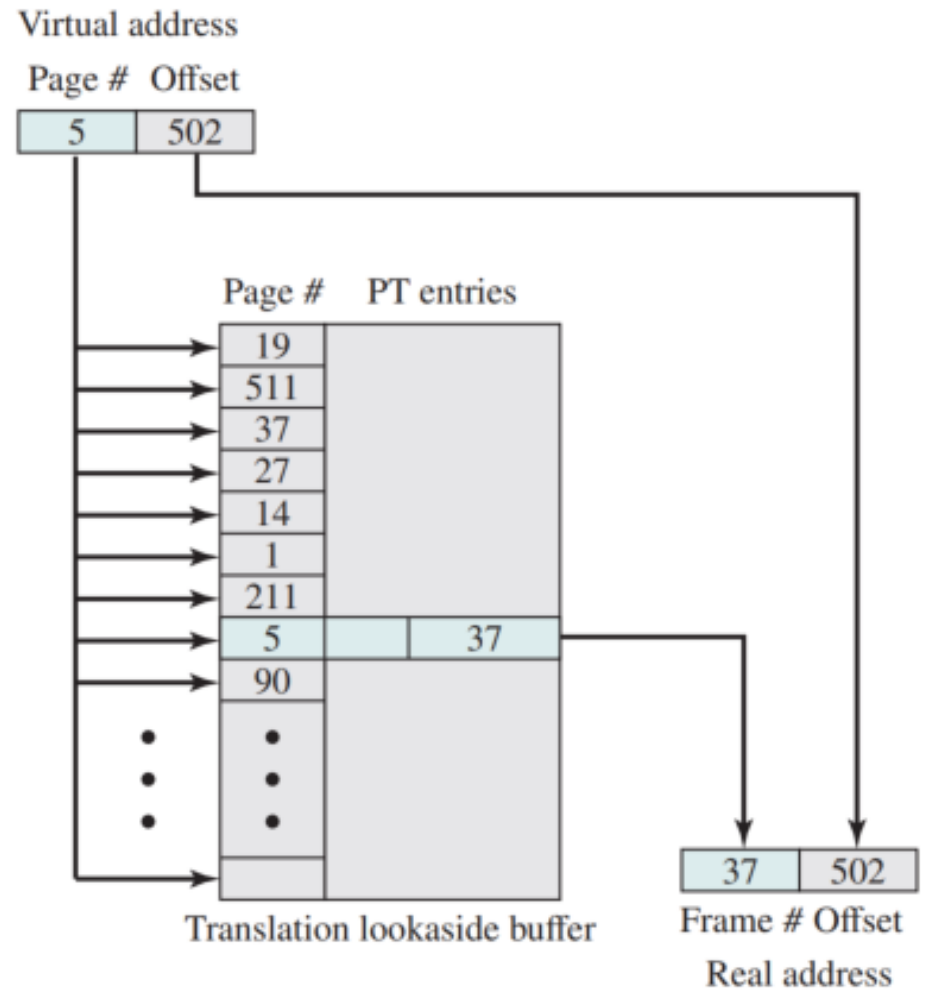 Virtual address
Page # Offset
5 502
Page # PT entries
19
511
37
27
14
1
211
5 37
90
37 502
Translation lookaside buffer
Frame # Offset
Real address